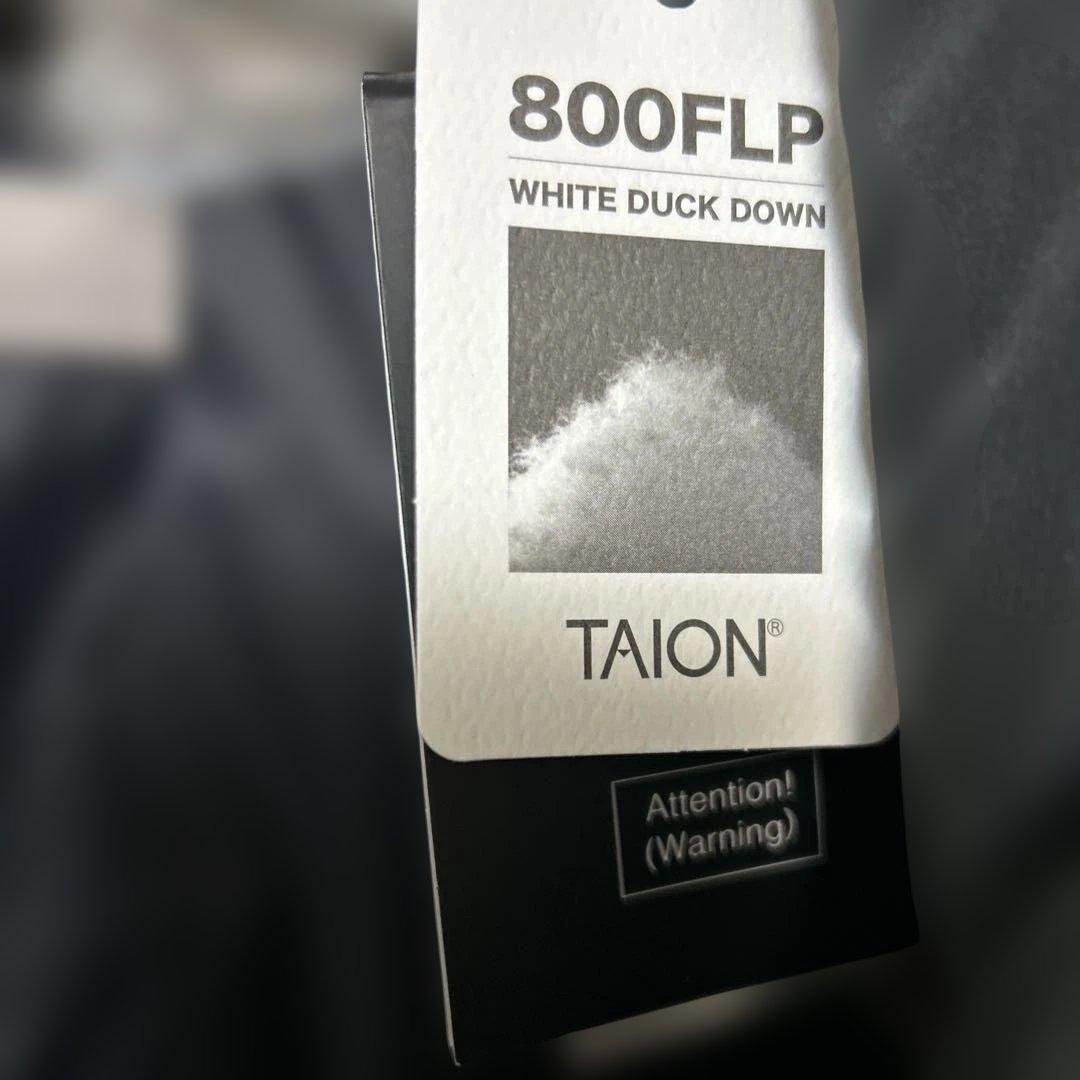 800FLP
WHITE DUCK DOWN
TAION®
Attention!
(Warning)